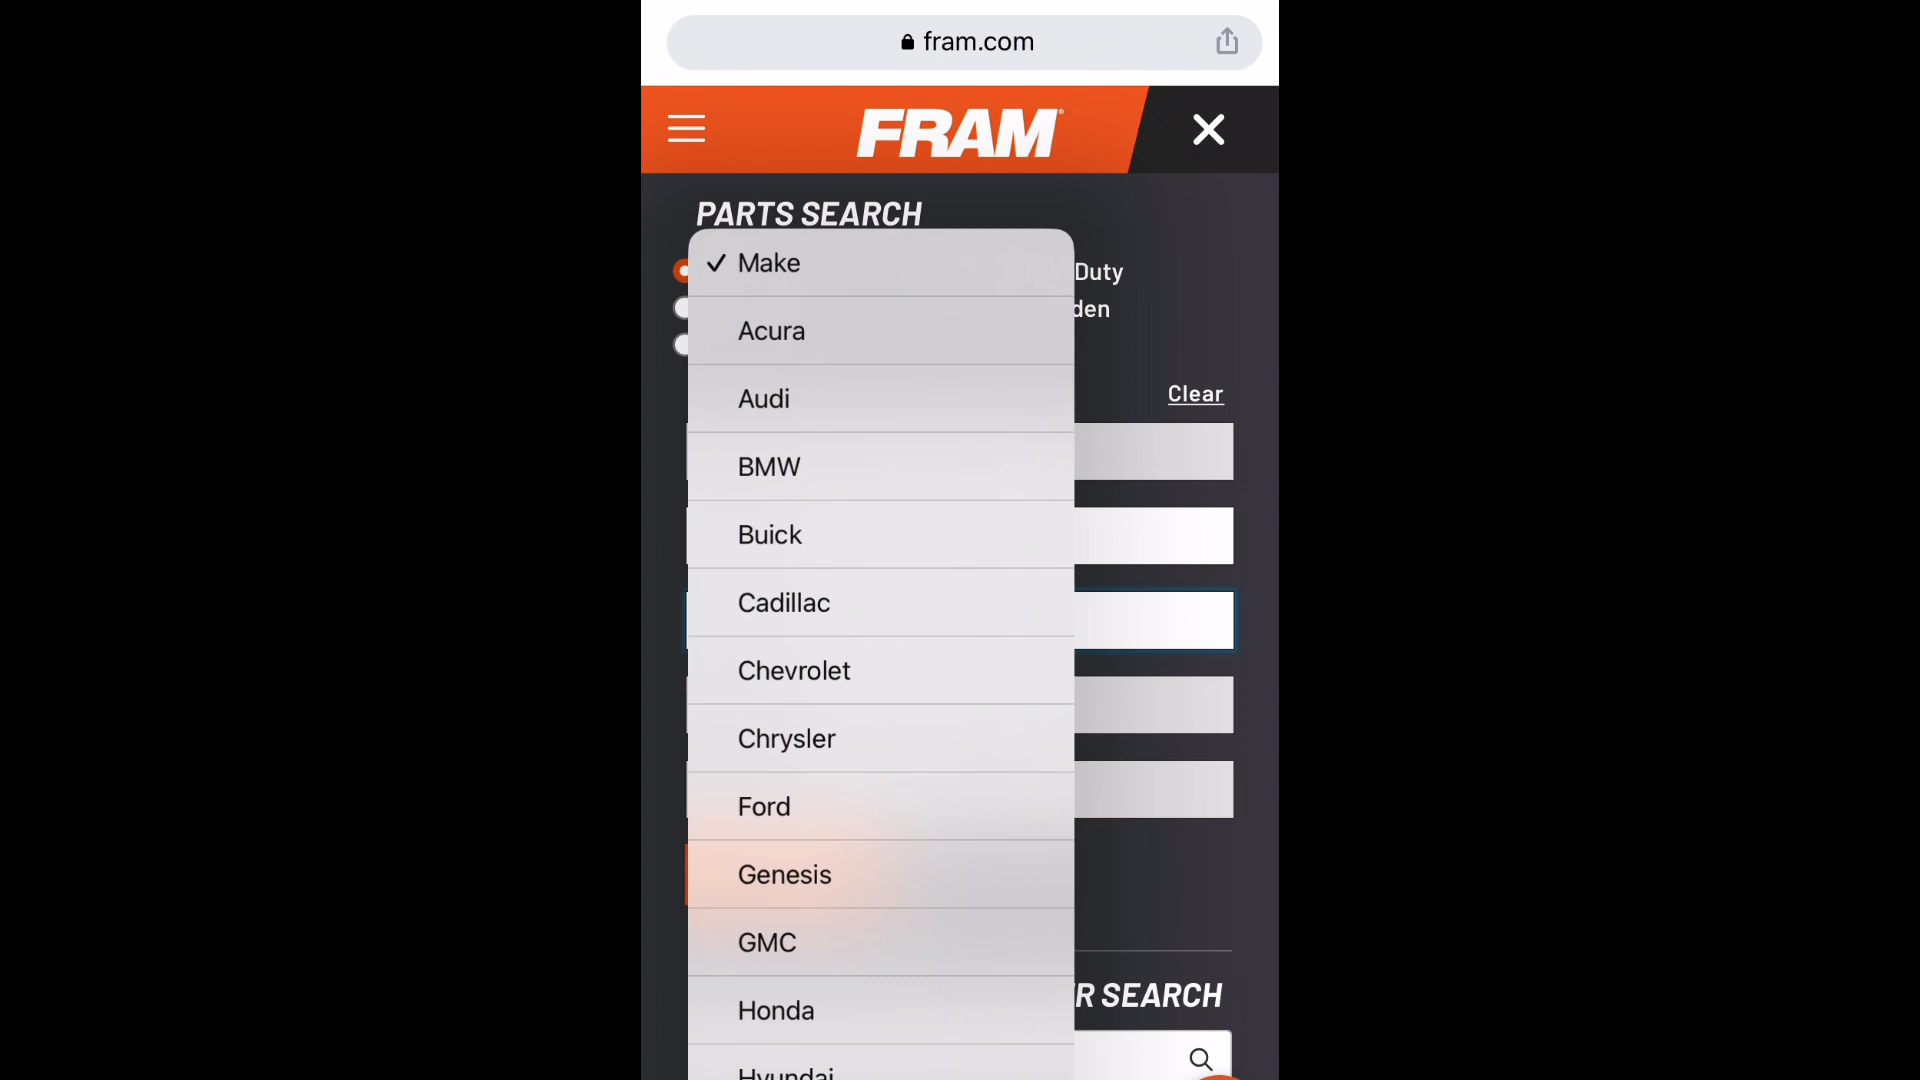 fram.com
FRAM
PARTS SEARCH
Make
Duty
Acura
den
Audi
Clear
BMW
Buick
Cadillac
Chevrolet
Chrysler
Ford
Genesis
GMC
R SEARCH
Honda
Hyundai